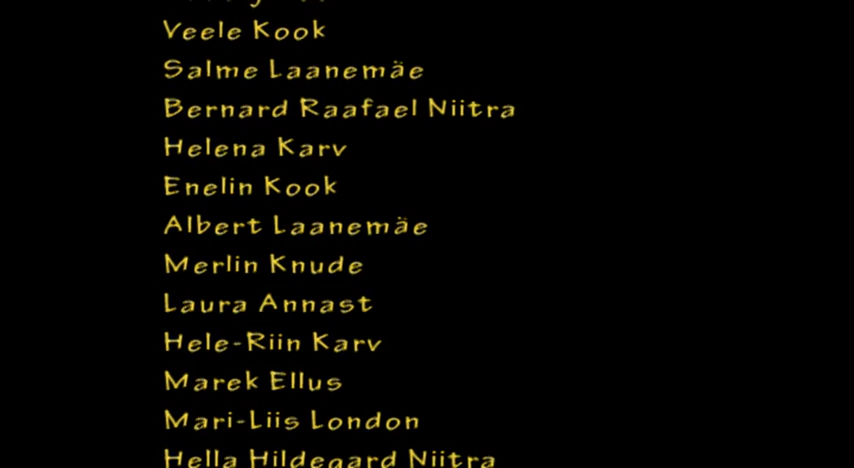 Veele Kook
Salme Laanemäe
Bernard Raafael Niitra
Helena Karv
Enelin Kook
Albert Laanemäe
Merlin Knude
Laura Annast
Hele-Riin Karv
Marek Ellus
Mari-Liis London
Hella Hildegard Niitra